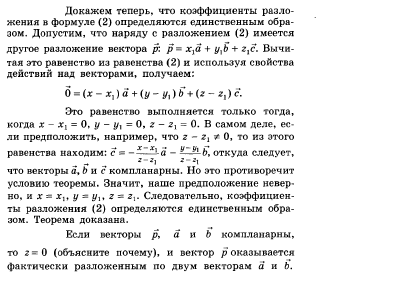 Докажем теперь, что коэффициенты разло-
жения в формуле (2) определяются единственным обра-
зом. Допустим, что наряду с разложением (2) имеется
другое разложение вектора p⃗: p⃗ = x₁a⃗ + y₁b⃗ + z₁c⃗. Вычи-
тая это равенство из равенства (2) и используя свойства
действий над векторами, получаем:
0⃗ = (x − x₁) a⃗ + (y − y₁) b⃗ + (z − z₁) c⃗.
Это равенство выполняется только тогда,
когда x − x₁ = 0, y − y₁ = 0, z − z₁ = 0. В самом деле, ес-
ли предположить, например, что z − z₁ ≠ 0, то из этого
равенства находим: c⃗ = −(x − x₁)/(z − z₁) a⃗ − (y − y₁)/(z − z₁) b⃗, откуда следует,
что векторы a⃗, b⃗ и c⃗ компланарны. Но это противоречит
условию теоремы. Значит, наше предположение невер-
но, и x = x₁, y = y₁, z = z₁. Следовательно, коэффициен-
ты разложения (2) определяются единственным обра-
зом. Теорема доказана.
Если векторы p⃗, a⃗ и b⃗ компланарны,
то z = 0 (объясните почему), и вектор p⃗ оказывается
фактически разложенным по двум векторам a⃗ и b⃗.